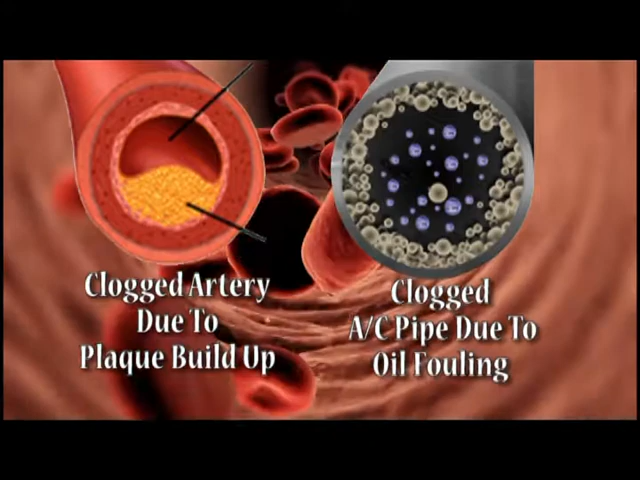 Clogged Artery
Due To
Plaque Build Up
Clogged
A/C Pipe Due To
Oil Fouling